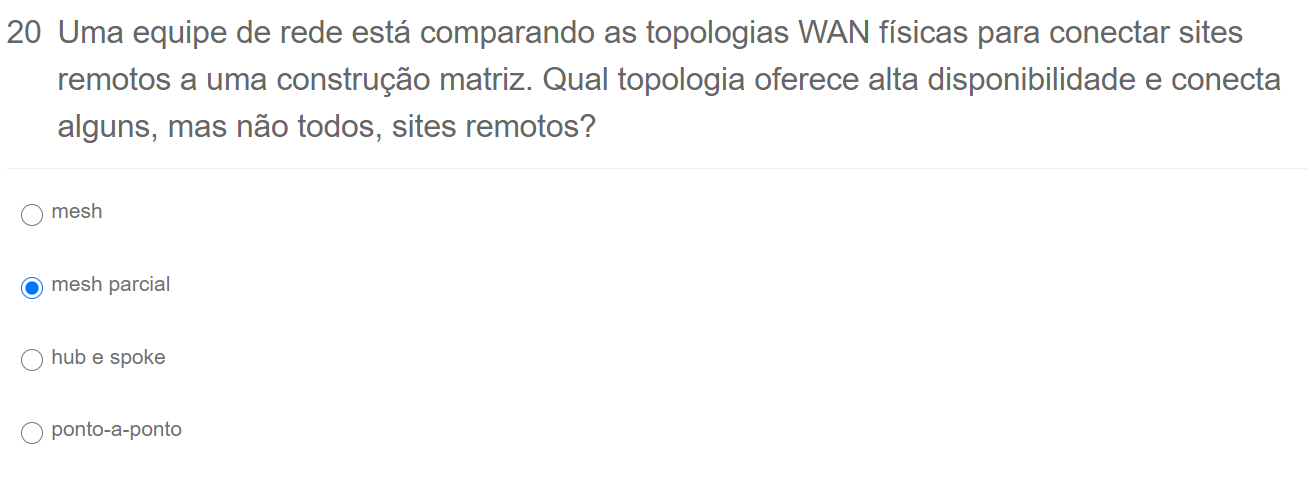 20 Uma equipe de rede está comparando as topologias WAN físicas para conectar sites
remotos a uma construção matriz. Qual topologia oferece alta disponibilidade e conecta
alguns, mas não todos, sites remotos?
mesh
mesh parcial
hub e spoke
ponto-a-ponto